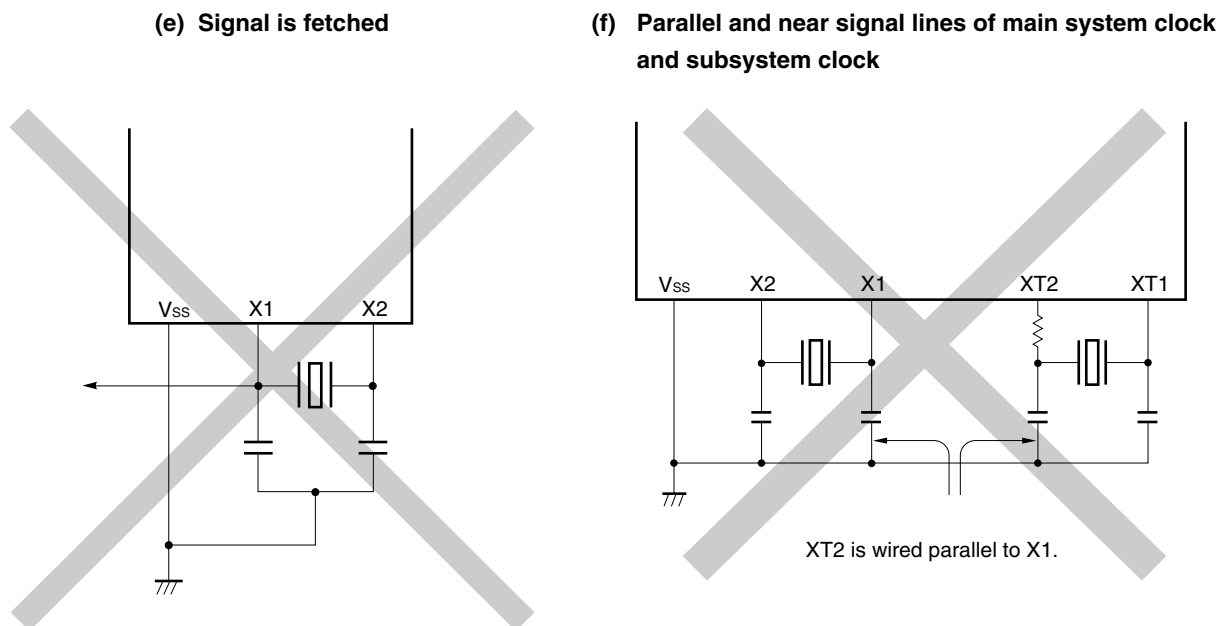 (e) Signal is fetched
(f) Parallel and near signal lines of main system clock
and subsystem clock
VSS X1 X2
VSS X2 X1 XT2 XT1
XT2 is wired parallel to X1.